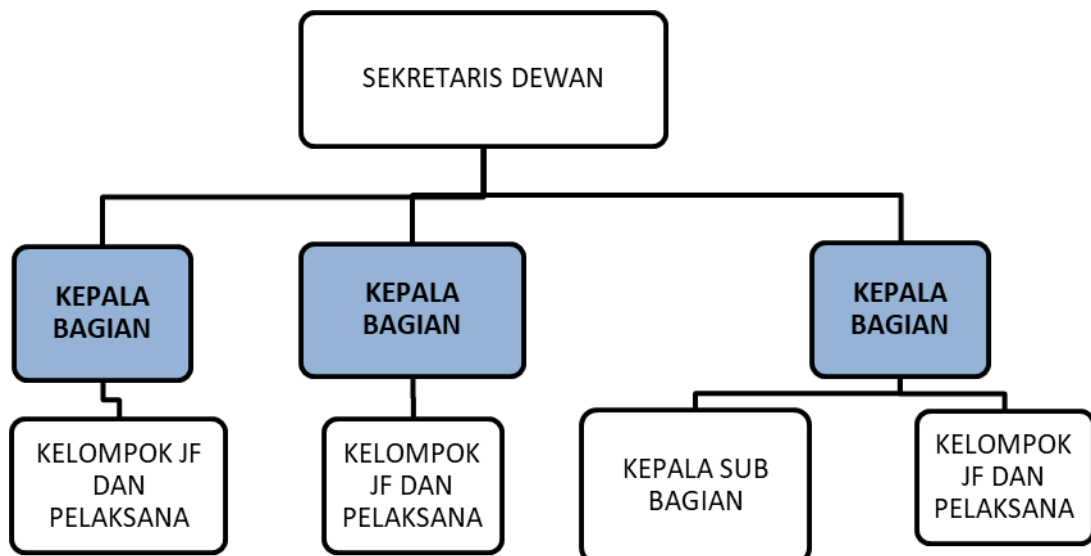 SEKRETARIS DEWAN
KEPALA
BAGIAN
KEPALA
BAGIAN
KEPALA
BAGIAN
KELOMPOK JF
DAN
PELAKSANA
KELOMPOK
JF DAN
PELAKSANA
KEPALA SUB
BAGIAN
KELOMPOK
JF DAN
PELAKSANA